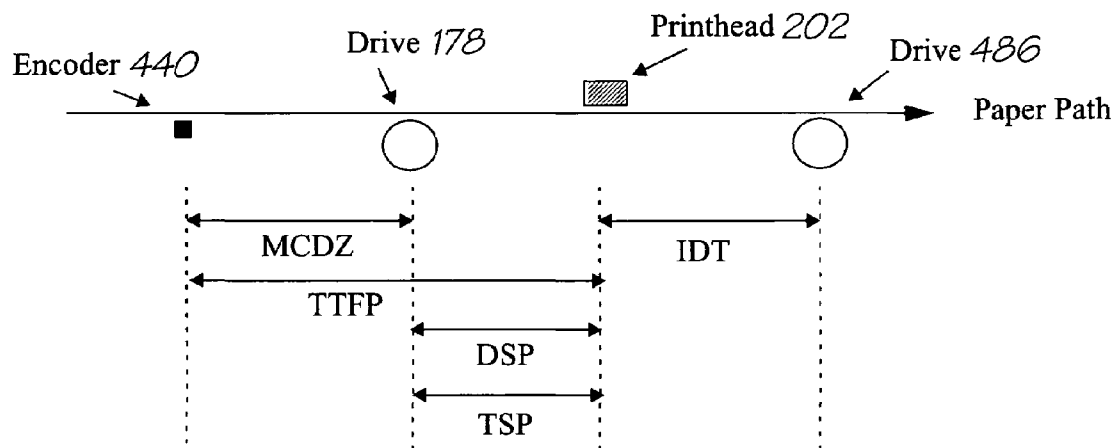 Printhead 202
Drive 178
Drive 486
Encoder 440
Paper Path
MCDZ
IDT
TTFP
DSP
TSP